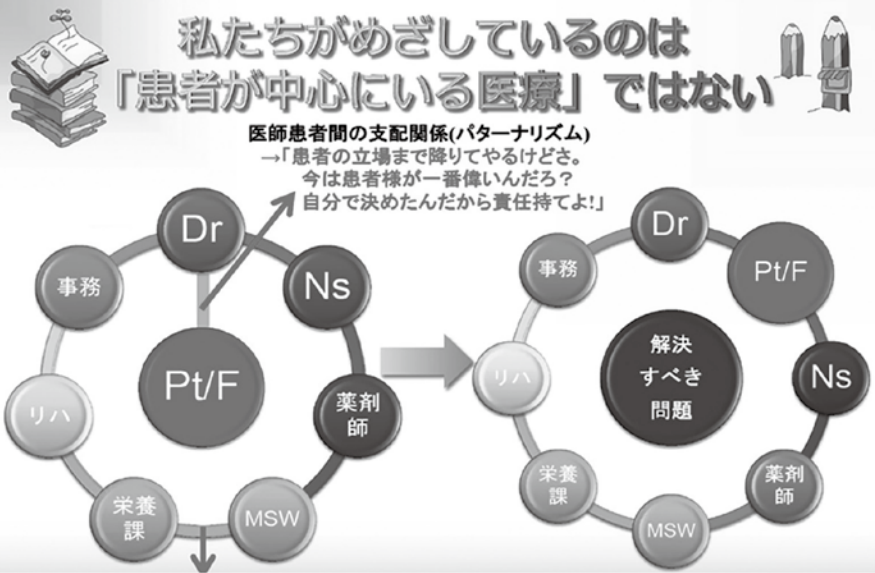 私たちがめざしているのは
「患者が中心にいる医療」ではない
医師患者間の支配関係(パターナリズム)
→「患者の立場まで降りてやるけどさ。
今は患者様が一番偉いんだろ?
自分で決めたんだから責任持てよ!」
Dr
事務
Ns
Pt/F
リハ
薬剤
師
栄養
課
MSW
Dr
事務
Pt/F
解決
すべき
問題
リハ
Ns
栄養
課
薬剤
師
MSW